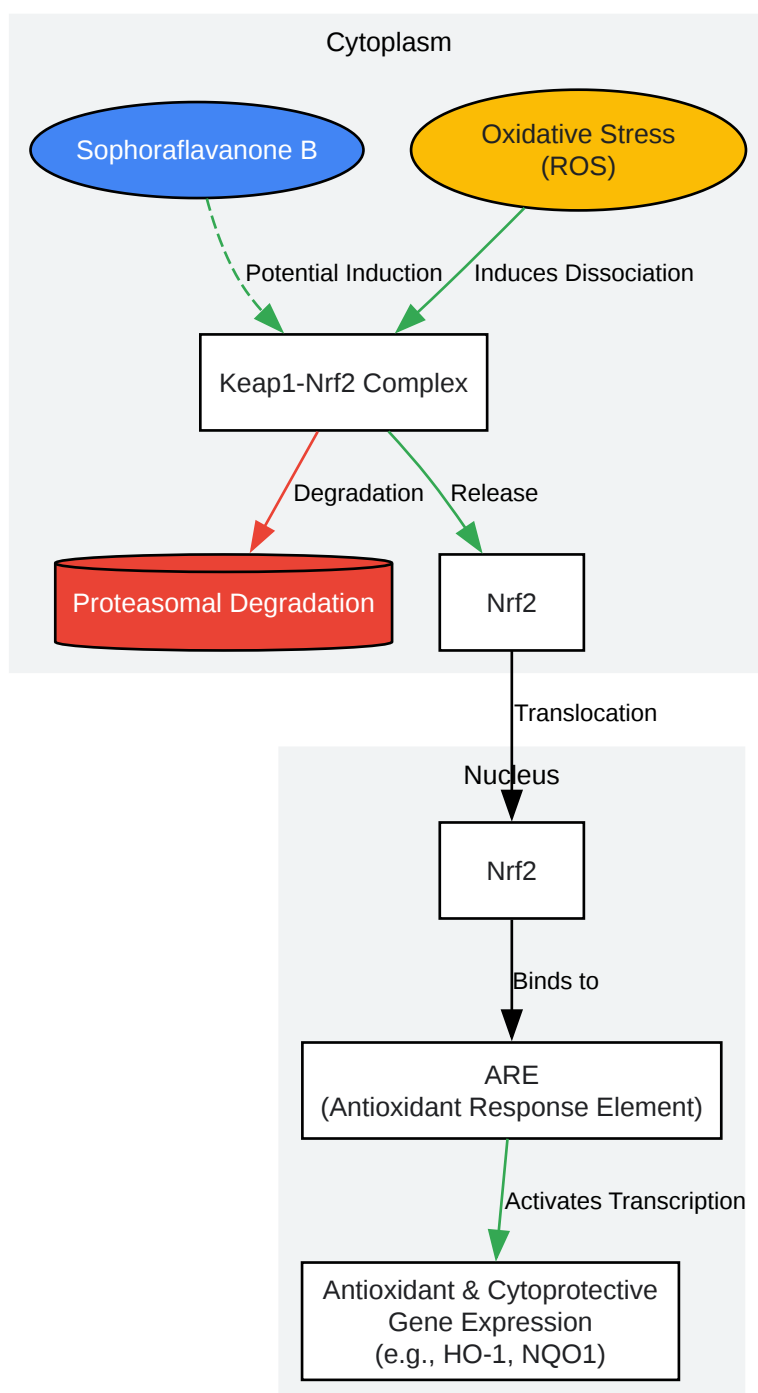 Cytoplasm
Sophoraflavanone B
Oxidative Stress
(ROS)
Potential Induction
Induces Dissociation
Keap1-Nrf2 Complex
Degradation
Release
Proteasomal Degradation
Nrf2
Translocation
Nucleus
Nrf2
Binds to
ARE
(Antioxidant Response Element)
Activates Transcription
Antioxidant & Cytoprotective
Gene Expression
(e.g., HO-1, NQO1)